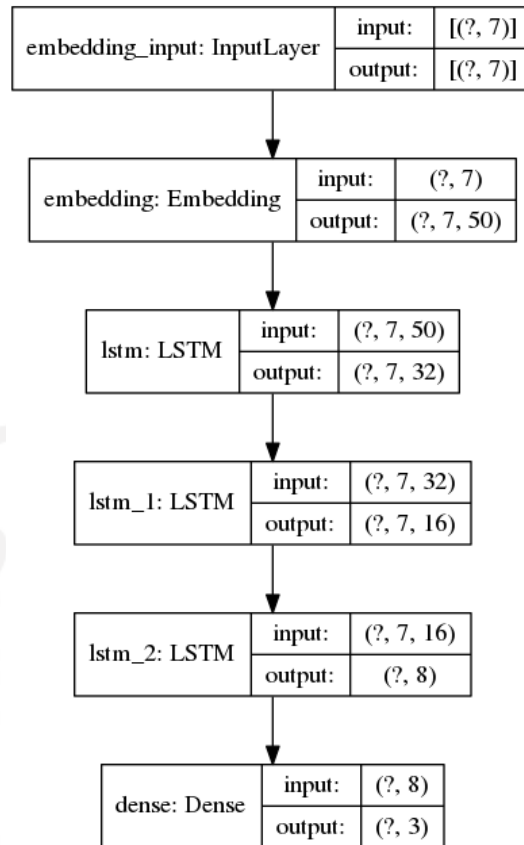 embedding_input: InputLayer
input: [(?, 7)]
output: [(?, 7)]
embedding: Embedding
input: (?, 7)
output: (?, 7, 50)
lstm: LSTM
input: (?, 7, 50)
output: (?, 7, 32)
lstm_1: LSTM
input: (?, 7, 32)
output: (?, 7, 16)
lstm_2: LSTM
input: (?, 7, 16)
output: (?, 8)
dense: Dense
input: (?, 8)
output: (?, 3)